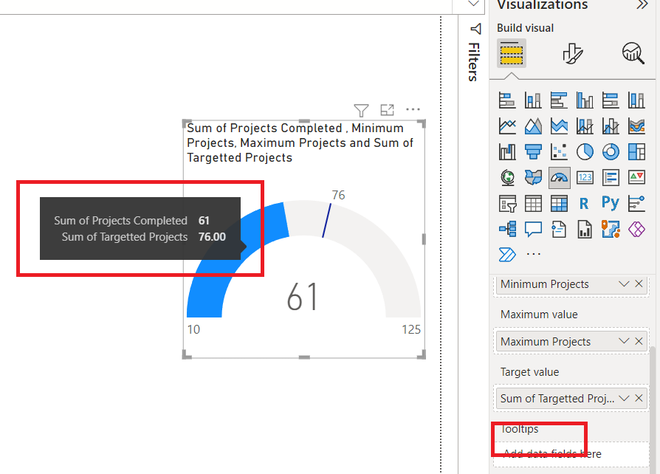 Visualizations
Build visual
Filters
Sum of Projects Completed , Minimum
Projects, Maximum Projects and Sum of
Targetted Projects
Sum of Projects Completed 61
Sum of Targetted Projects 76.00
76
61
10
125
123
R
Py
Minimum Projects
Maximum value
Maximum Projects
Target value
Sum of Targetted Proj...
Tooltips
Add data fields here